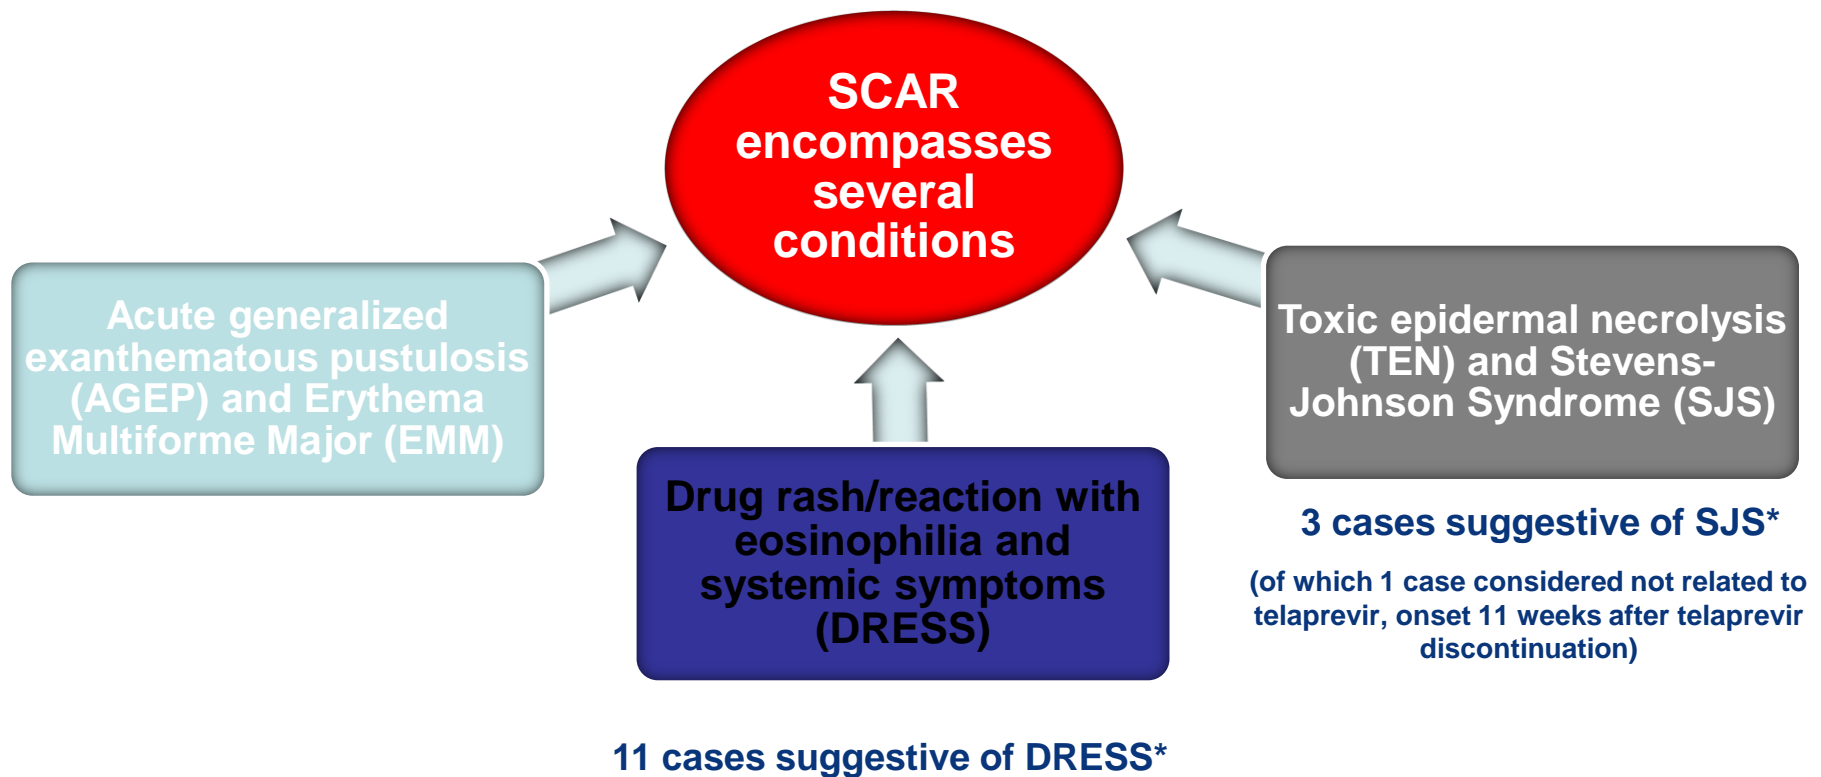 SCAR
encompasses
several
conditions
Acute generalized
exanthematous pustulosis
(AGEP) and Erythema
Multiforme Major (EMM)
Drug rash/reaction with
eosinophilia and
systemic symptoms
(DRESS)
11 cases suggestive of DRESS*
Toxic epidermal necrolysis
(TEN) and Stevens-
Johnson Syndrome (SJS)
3 cases suggestive of SJS*
(of which 1 case considered not related to
telaprevir, onset 11 weeks after telaprevir
discontinuation)